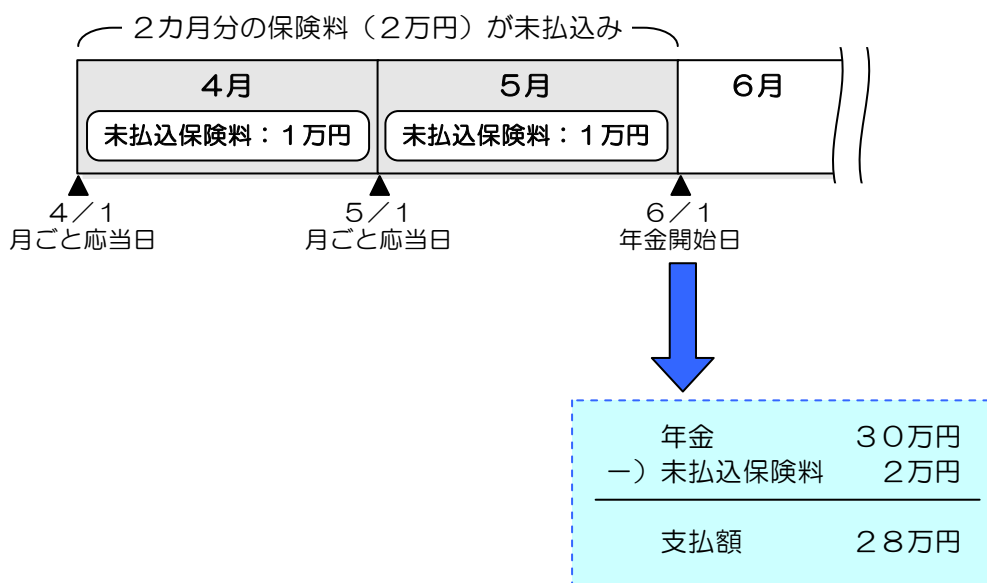 2カ月分の保険料（2万円）が未払込み
4月 5月 6月
未払込保険料：1万円 未払込保険料：1万円
4／1 5／1 6／1
月ごと応当日 月ごと応当日 年金開始日
年金 30万円
－）未払込保険料 2万円
支払額 28万円